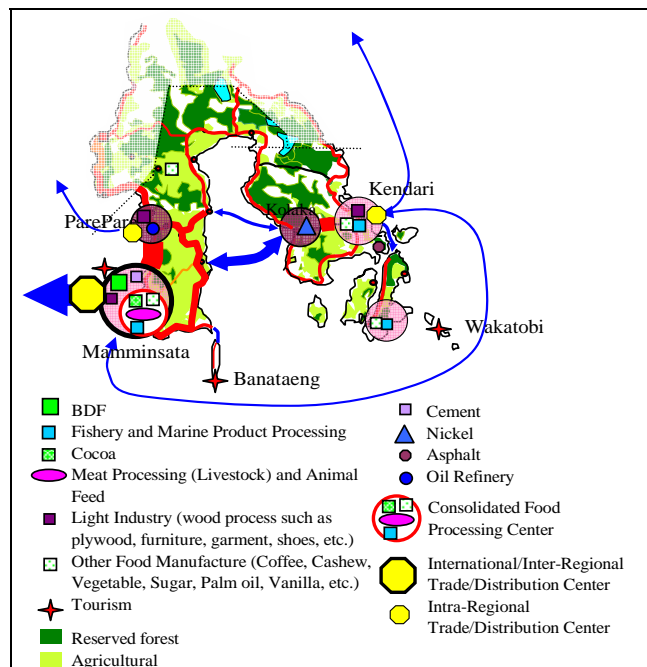 Kendari
Kolaka
ParePare
Mamminsata
Wakatobi
Banataeng
BDF
Fishery and Marine Product Processing
Cocoa
Meat Processing (Livestock) and Animal
Feed
Light Industry (wood process such as
plywood, furniture, garment, shoes, etc.)
Other Food Manufacture (Coffee, Cashew,
Vegetable, Sugar, Palm oil, Vanilla, etc.)
Tourism
Reserved forest
Agricultural
Cement
Nickel
Asphalt
Oil Refinery
Consolidated Food
Processing Center
International/Inter-Regional
Trade/Distribution Center
Intra-Regional
Trade/Distribution Center